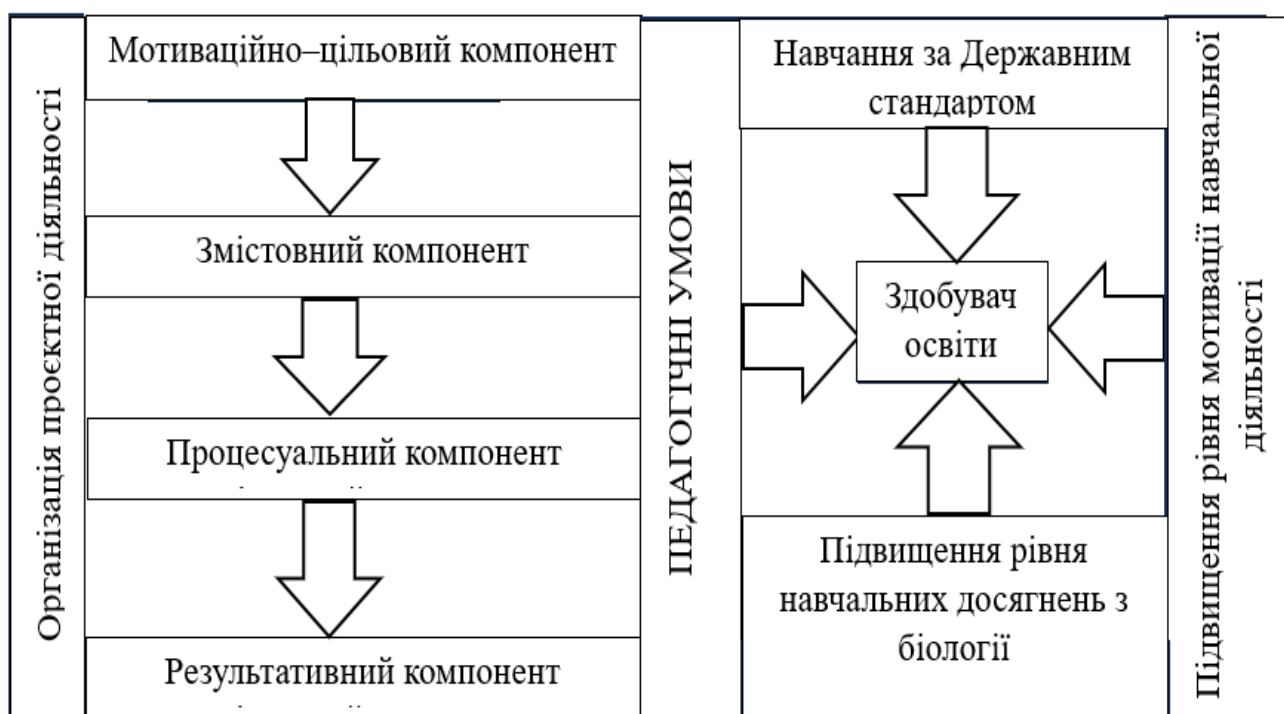 Організація проєктної діяльності
Мотиваційно–цільовий компонент
Змістовний компонент
Процесуальний компонент
Результативний компонент
ПЕДАГОГІЧНІ УМОВИ
Навчання за Державним
стандартом
Здобувач
освіти
Підвищення рівня
навчальних досягнень з
біології
Підвищення рівня мотивації навчальної
діяльності